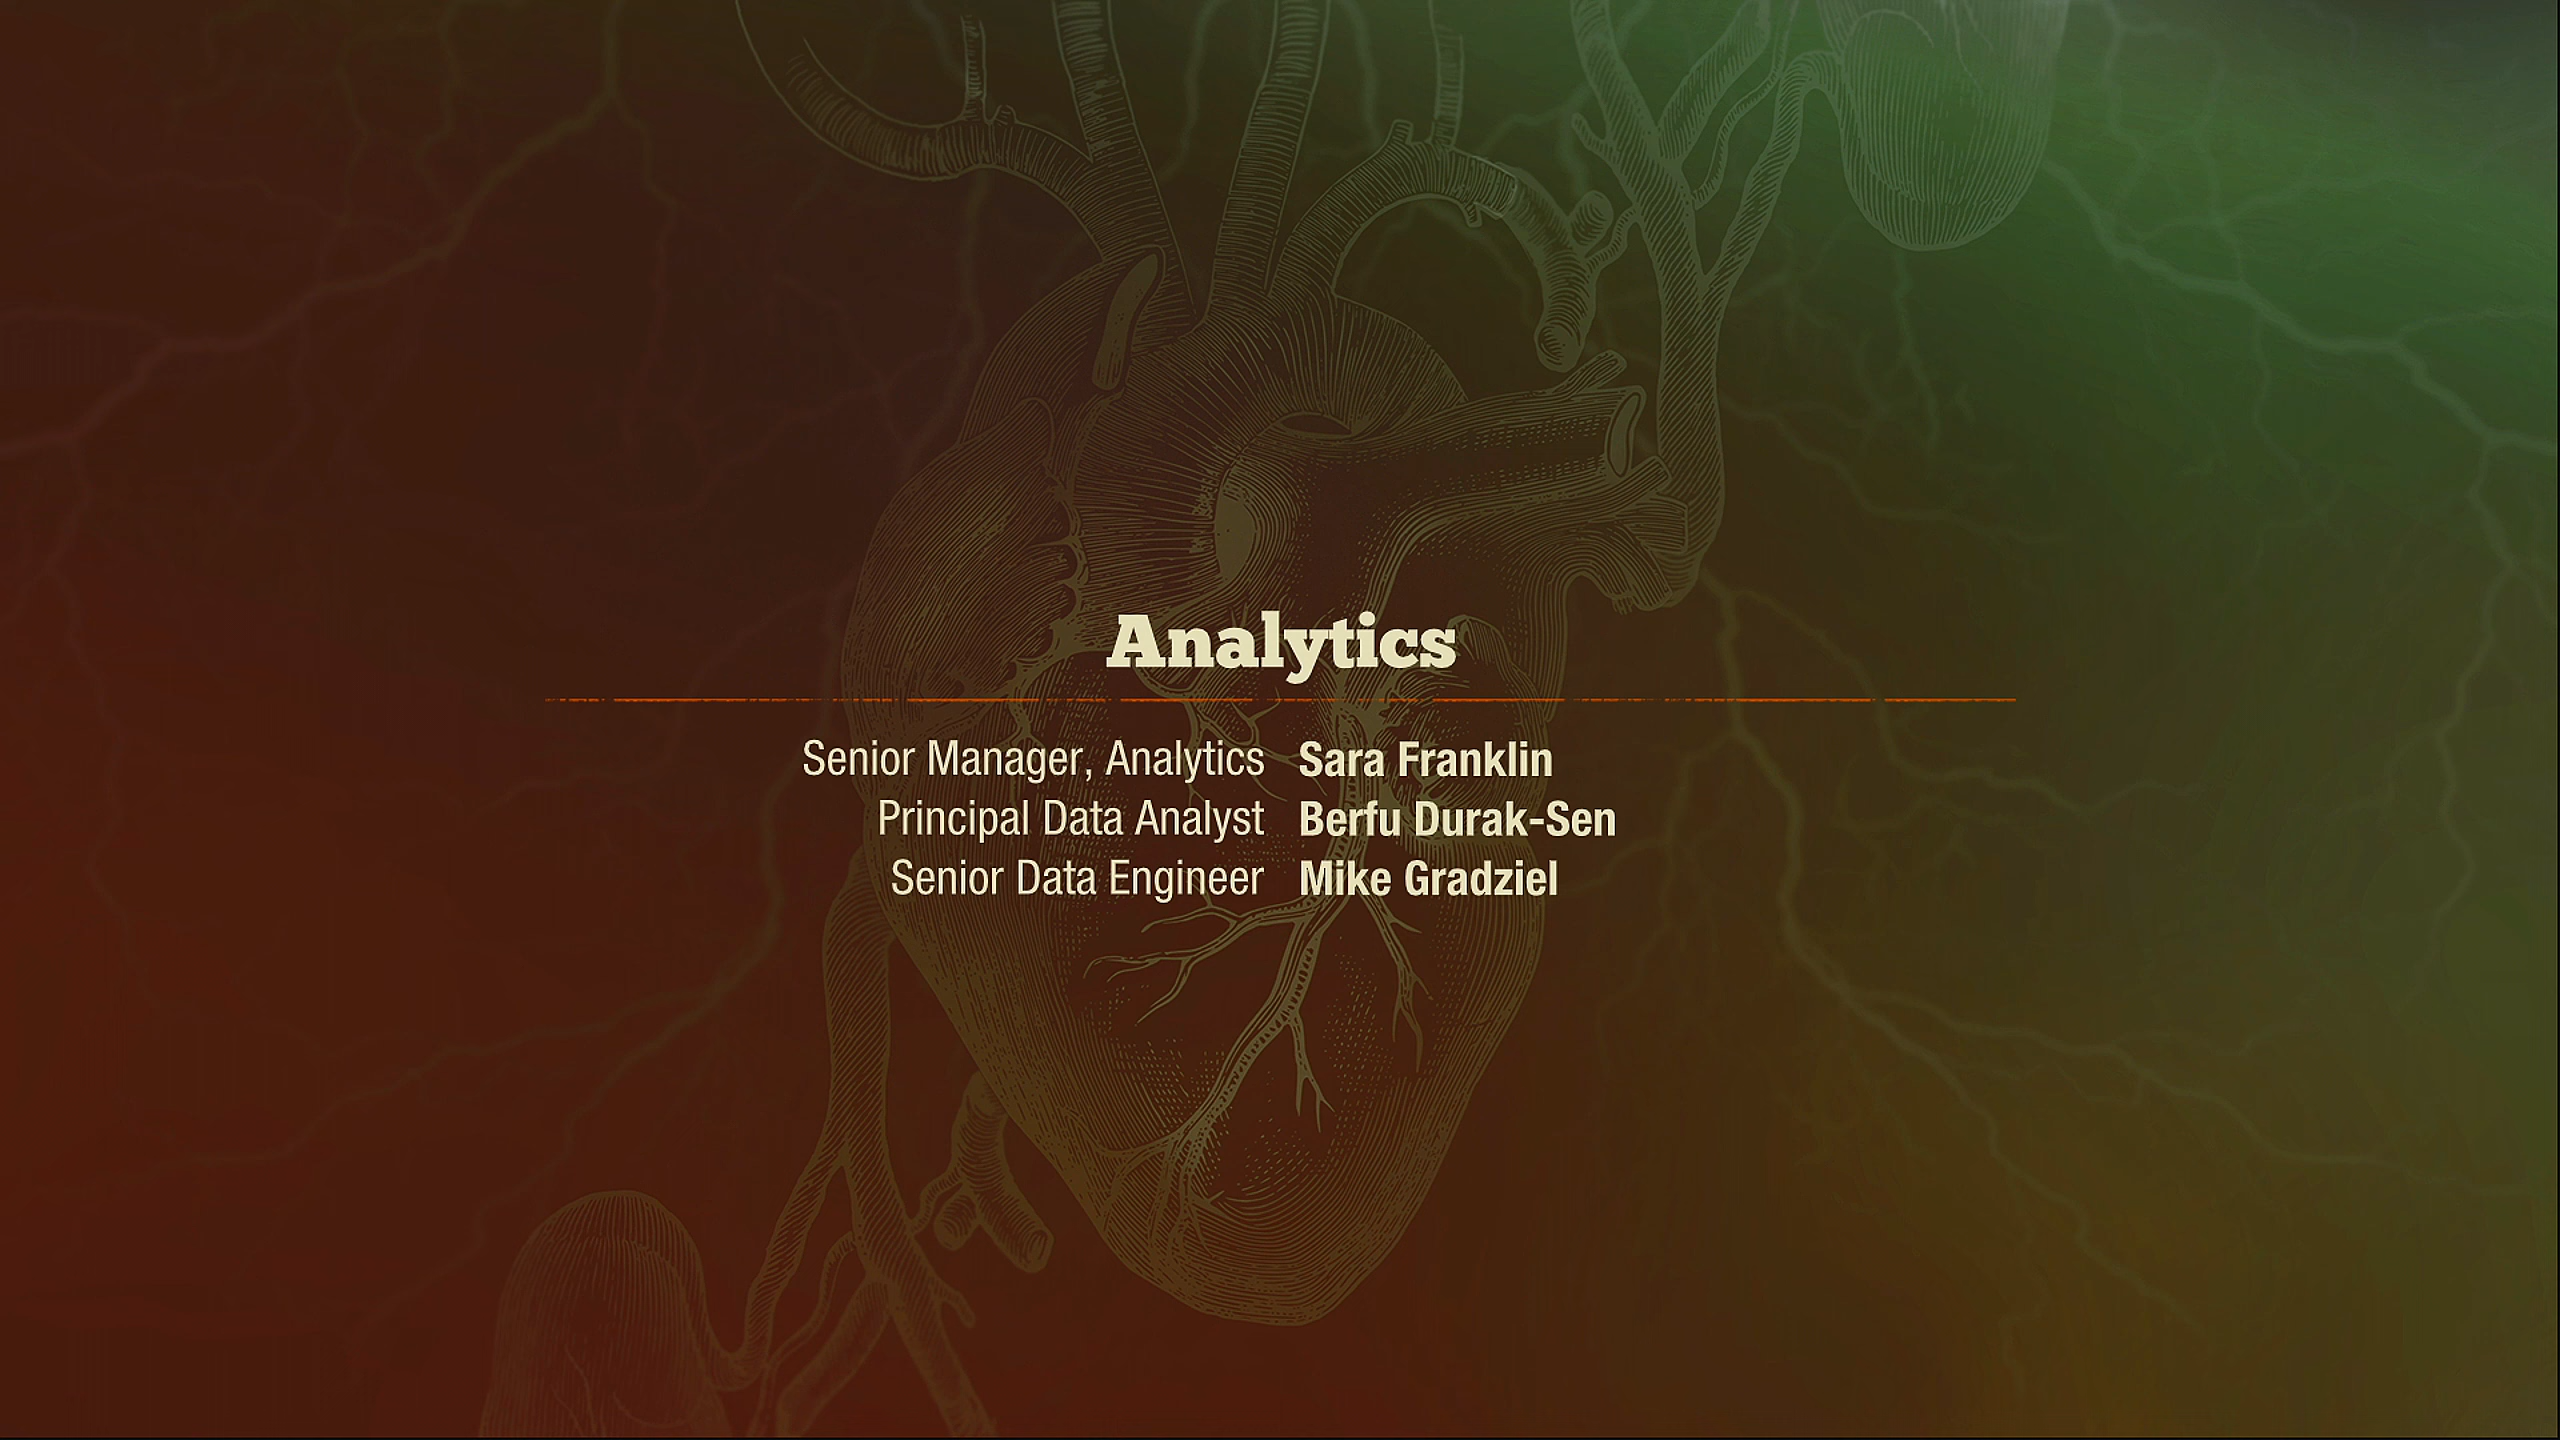 Analytics
Senior Manager, Analytics Sara Franklin
Principal Data Analyst Berfu Durak-Sen
Senior Data Engineer Mike Gradziel